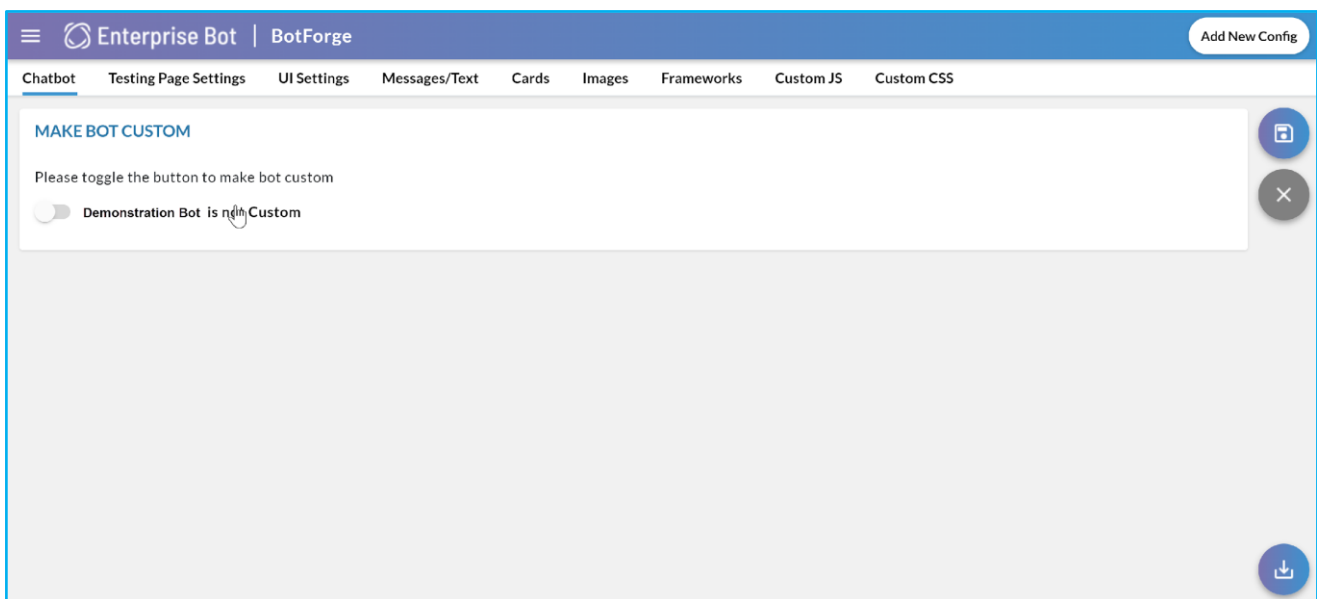 Enterprise Bot | BotForge
Add New Config
Chatbot Testing Page Settings UI Settings Messages/Text Cards Images Frameworks Custom JS Custom CSS
MAKE BOT CUSTOM
Please toggle the button to make bot custom
Demonstration Bot is Custom